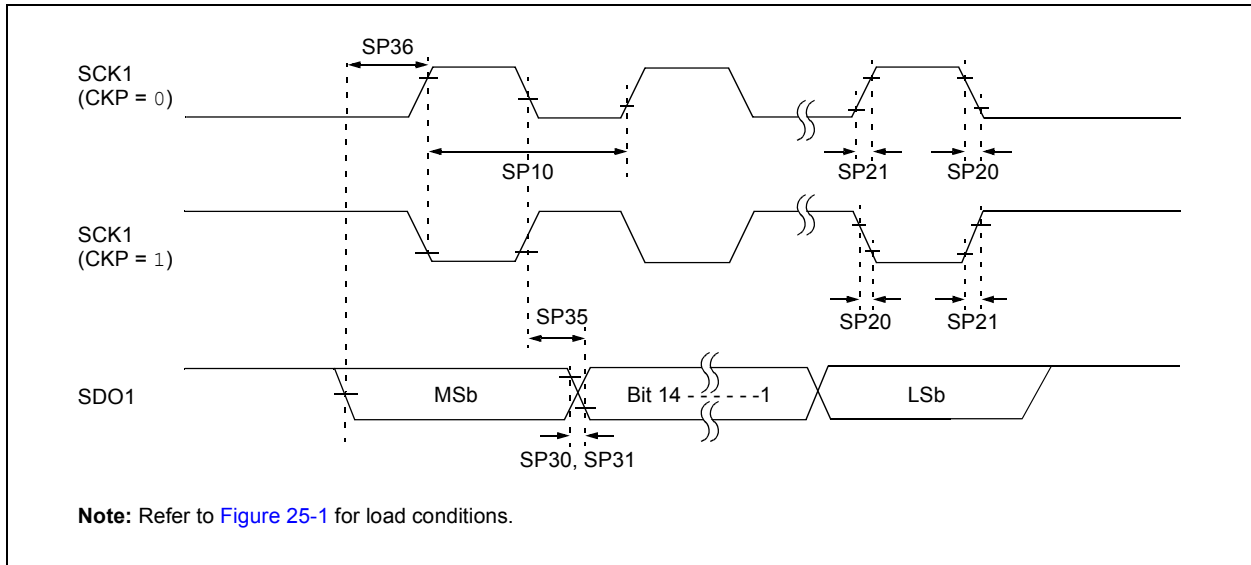 SP36
SCK1
(CKP = 0)
SP10
SP21
SP20
SCK1
(CKP = 1)
SP35
SP20
SP21
SDO1
MSb
Bit 14 - - - - - -1
LSb
SP30, SP31
Note: Refer to Figure 25-1 for load conditions.